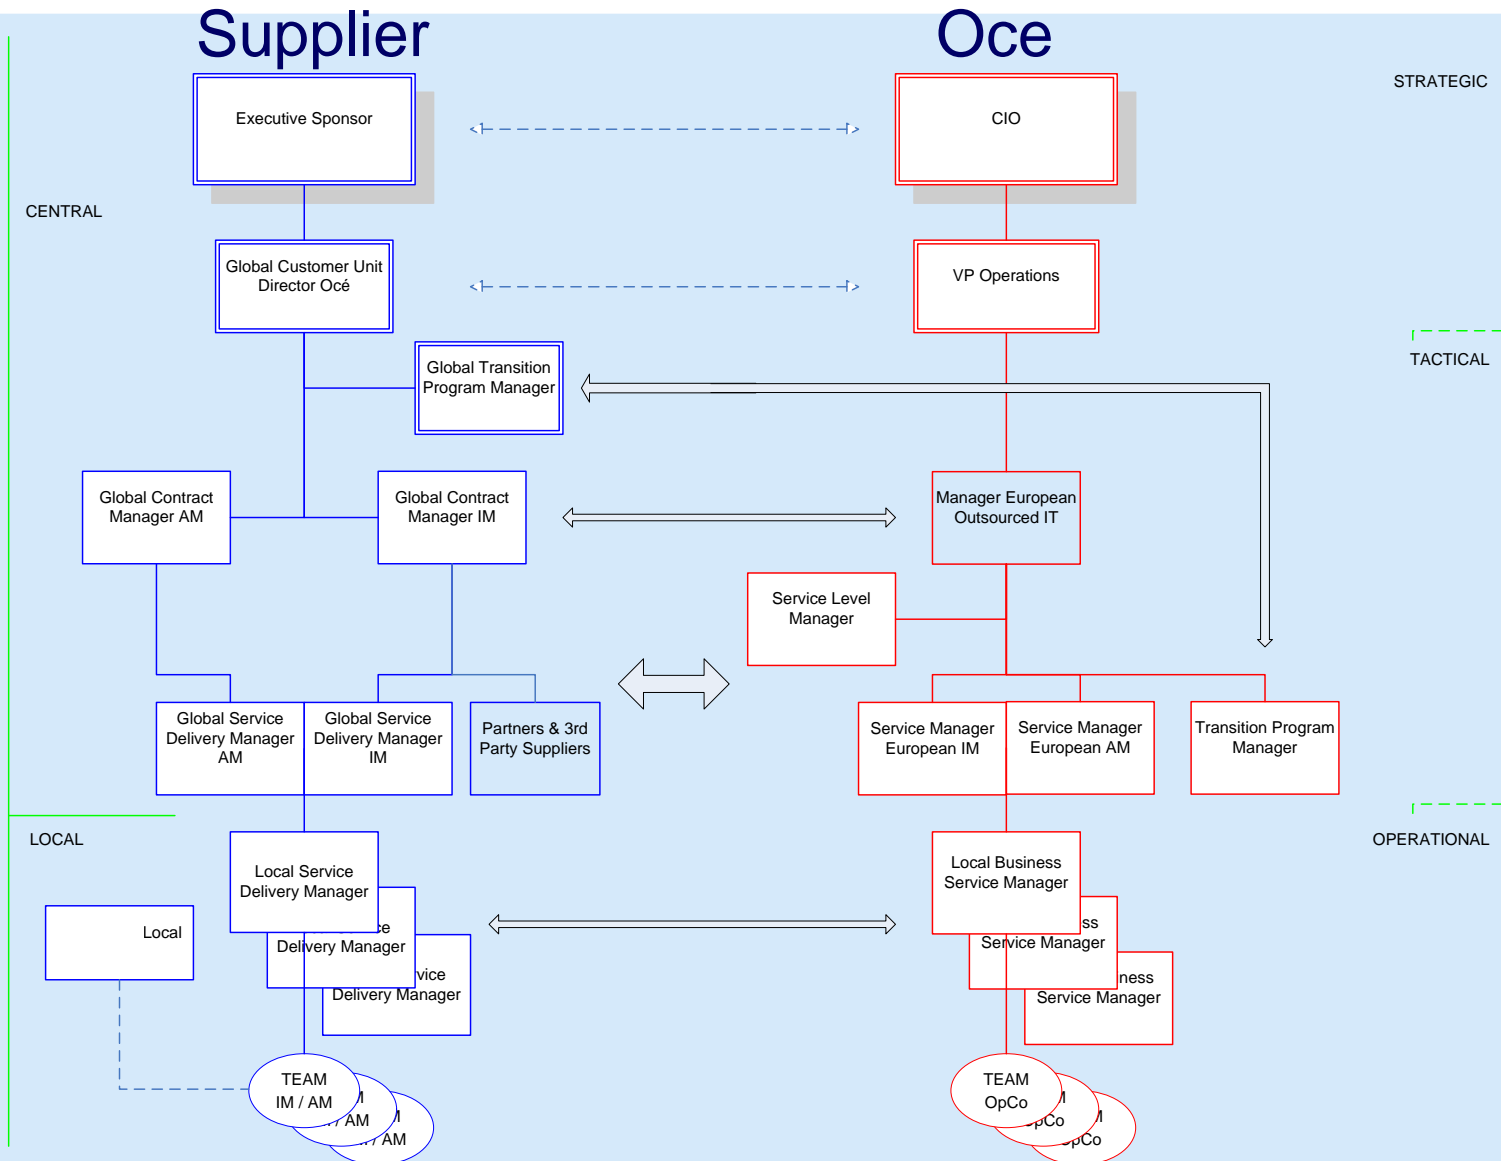 Supplier
Oce
Executive Sponsor
CIO
STRATEGIC
CENTRAL
Global Customer Unit
Director Océ
VP Operations
Global Transition
Program Manager
TACTICAL
Global Contract
Manager AM
Global Contract
Manager IM
Manager European
Outsourced IT
Service Level
Manager
Global Service
Delivery Manager
AM
Global Service
Delivery Manager
IM
Partners & 3rd
Party Suppliers
Service Manager
European IM
Service Manager
European AM
Transition Program
Manager
LOCAL
OPERATIONAL
Local Service
Delivery Manager
Delivery Manager
Delivery Manager
Local
Local Business
Service Manager
Service Manager
Service Manager
TEAM
IM / AM
/ AM
/ AM
TEAM
OpCo